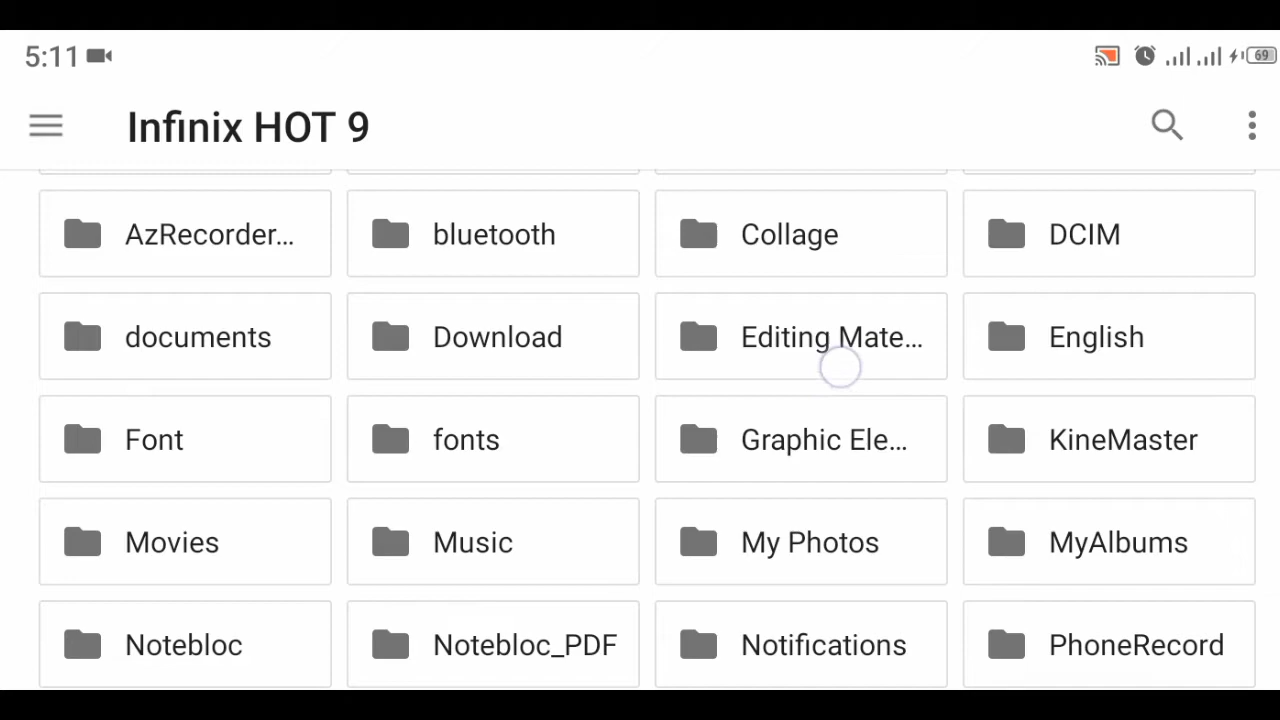 5:11
69
Infinix HOT 9
AzRecorder...
bluetooth
Collage
DCIM
documents
Download
Editing Mate...
English
Font
fonts
Graphic Ele...
KineMaster
Movies
Music
My Photos
MyAlbums
Notebloc
Notebloc_PDF
Notifications
PhoneRecord